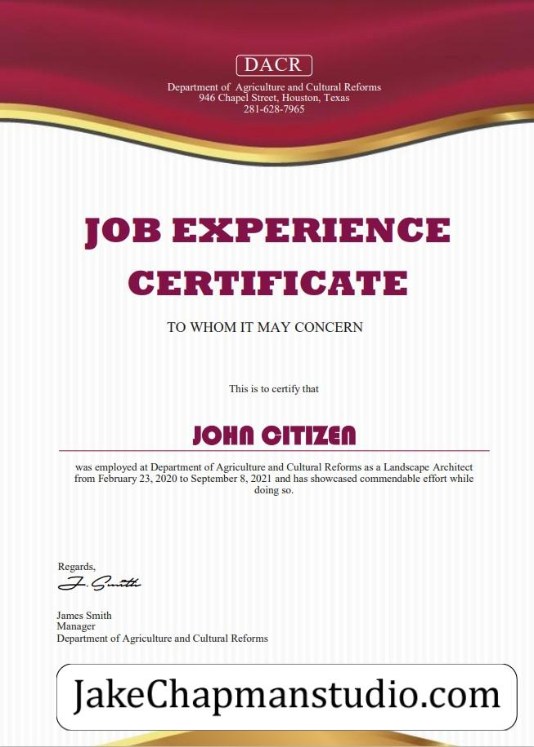 DACR
Department of Agriculture and Cultural Reforms
946 Chapel Street, Houston, Texas
281-628-7965
JOB EXPERIENCE
CERTIFICATE
TO WHOM IT MAY CONCERN
This is to certify that
JOHN CITIZEN
was employed at Department of Agriculture and Cultural Reforms as a Landscape Architect
from February 23, 2020 to September 8, 2021 and has showcased commendable effort while
doing so.
Regards,
J. Smith
James Smith
Manager
Department of Agriculture and Cultural Reforms
JakeChapmanstudio.com